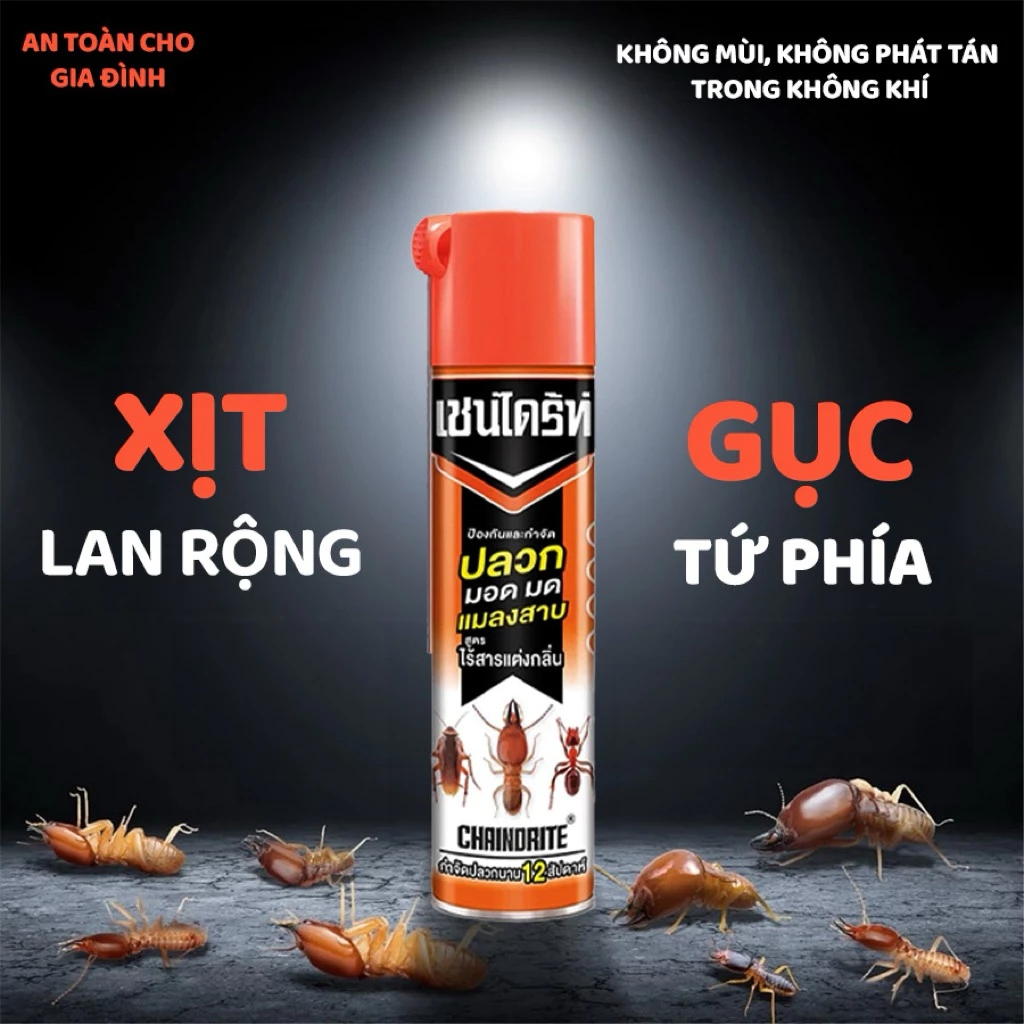 AN TOÀN CHO
GIA ĐÌNH
KHÔNG MÙI, KHÔNG PHÁT TÁN
TRONG KHÔNG KHÍ
XỊT
LAN RỘNG
GỤC
TỨ PHÍA
เชนไดร้ท์
ป้องกันและกำจัด
ปลวก
มอด มด
แมลงสาบ
สูตร
ไร้สารแต่งกลิ่น
CHAINDRITE®
กำจัดปลวกนาน 12 สัปดาห์